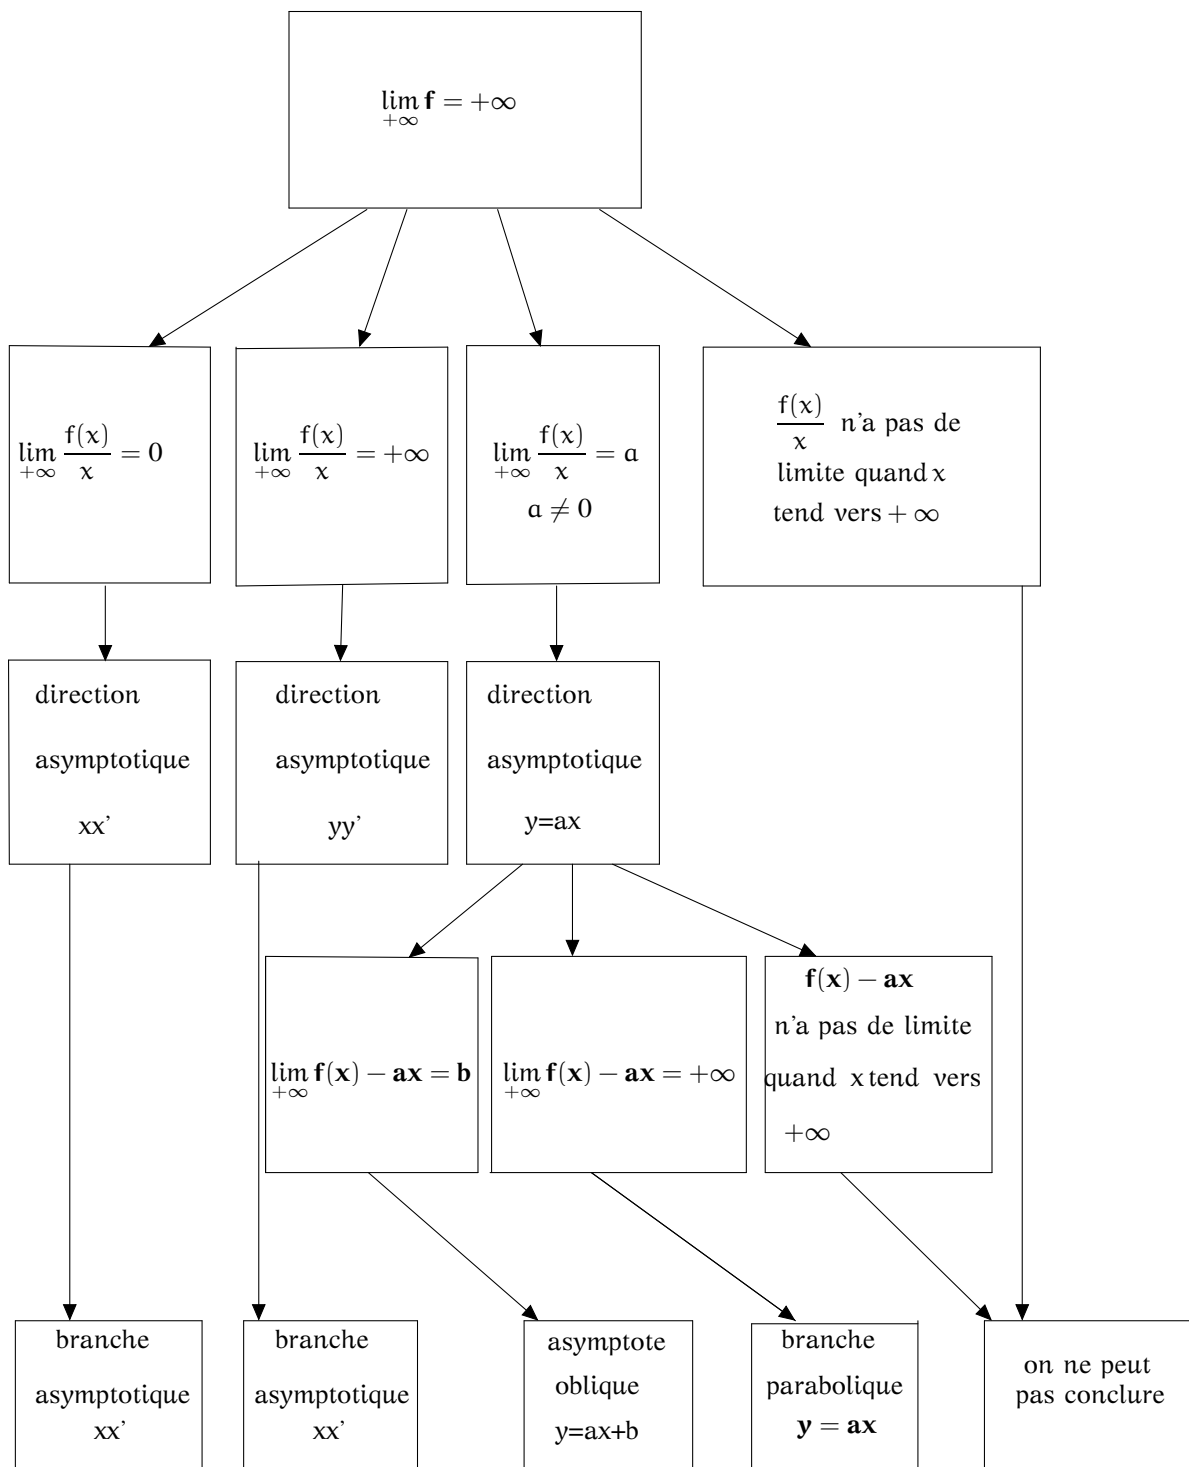 lim f = +∞
+∞
lim f(x)/x = 0
+∞
lim f(x)/x = +∞
+∞
lim f(x)/x = a
+∞
a ≠ 0
f(x)/x n'a pas de
limite quand x
tend vers + ∞
direction
asymptotique
xx'
direction
asymptotique
yy'
direction
asymptotique
y=ax
lim f(x) − ax = b
+∞
lim f(x) − ax = +∞
+∞
f(x) − ax
n'a pas de limite
quand x tend vers
+∞
branche
asymptotique
xx'
branche
asymptotique
xx'
asymptote
oblique
y=ax+b
branche
parabolique
y = ax
on ne peut
pas conclure